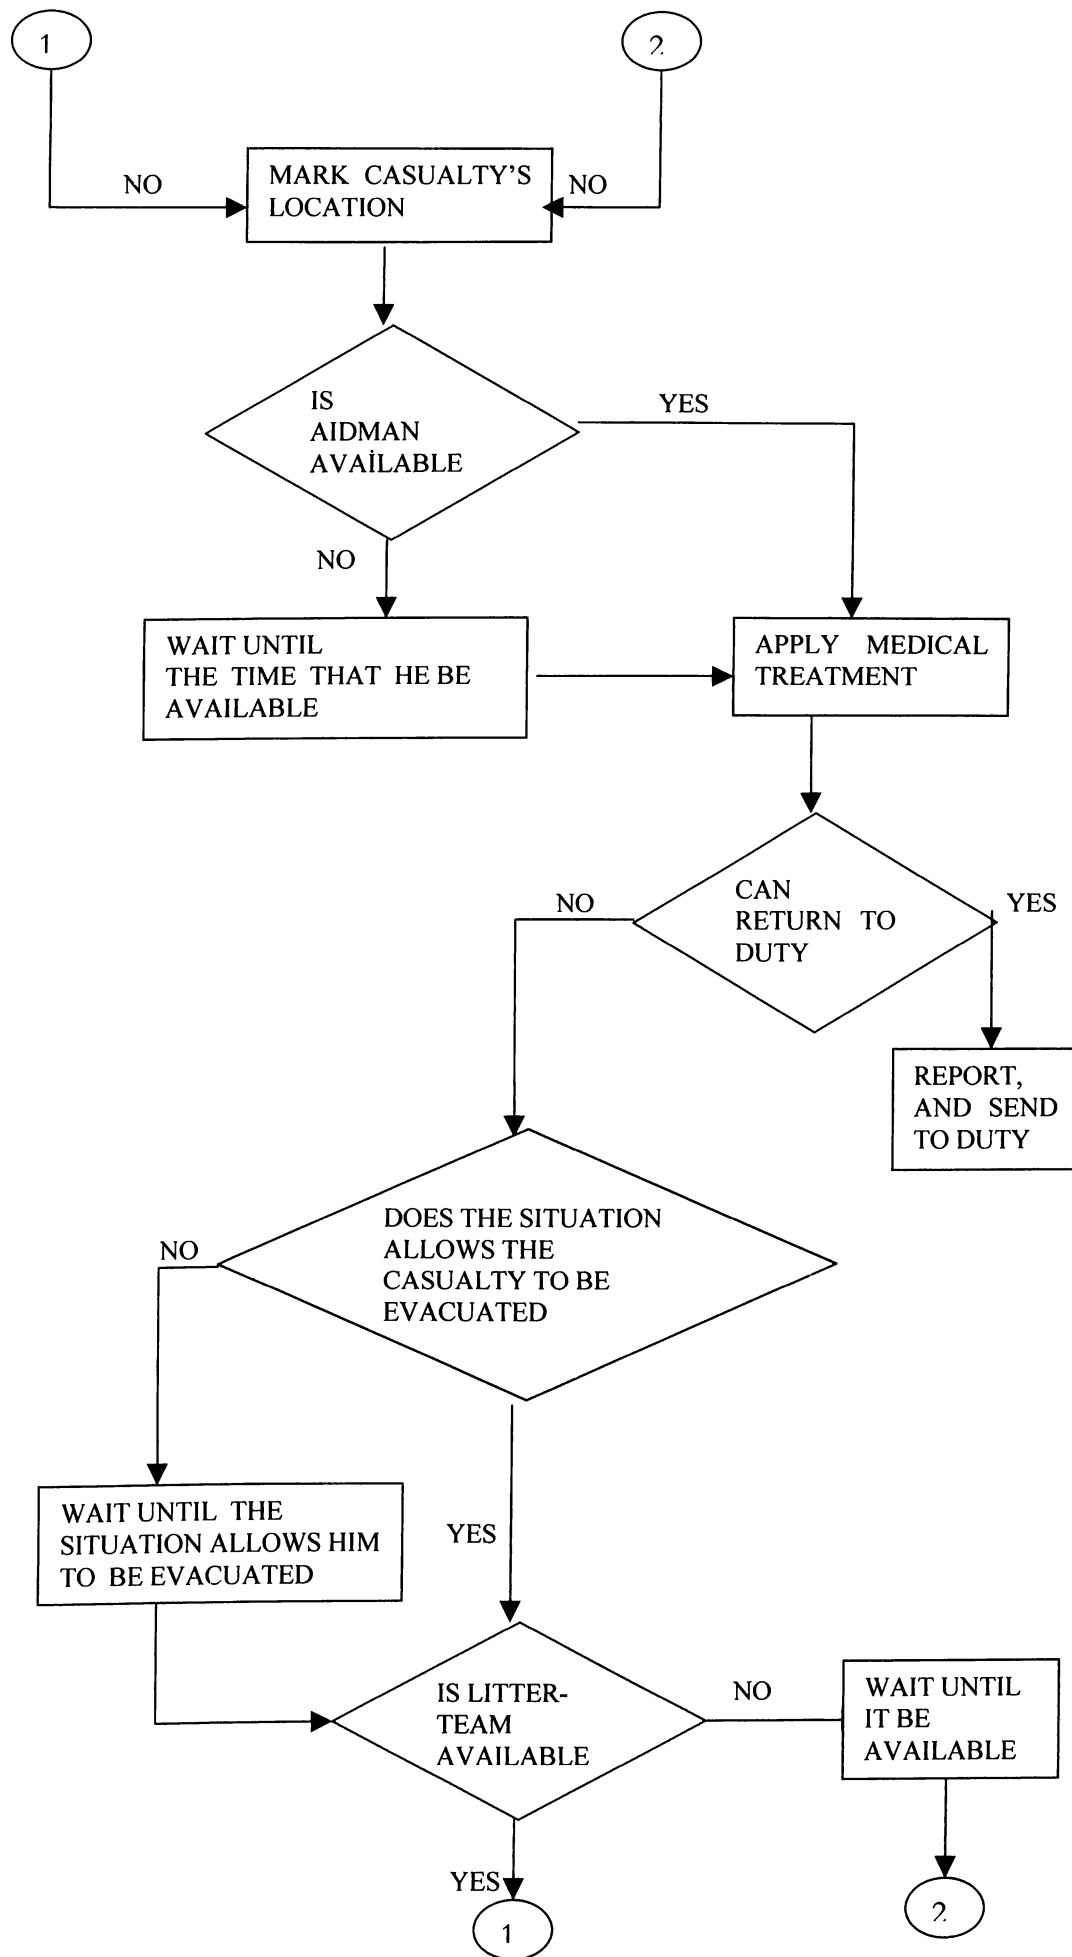 1
2
NO
MARK CASUALTY'S
LOCATION
NO
IS
AIDMAN
AVAİLABLE
YES
NO
WAIT UNTIL
THE TIME THAT HE BE
AVAILABLE
APPLY MEDICAL
TREATMENT
CAN
RETURN TO
DUTY
NO
YES
REPORT,
AND SEND
TO DUTY
DOES THE SITUATION
ALLOWS THE
CASUALTY TO BE
EVACUATED
NO
WAIT UNTIL THE
SITUATION ALLOWS HIM
TO BE EVACUATED
YES
IS LITTER-
TEAM
AVAILABLE
NO
WAIT UNTIL
IT BE
AVAILABLE
YES
1
2